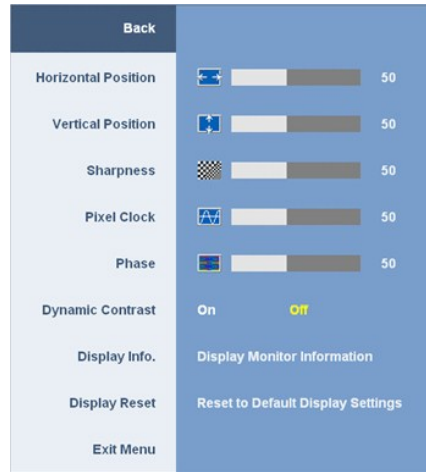 Back
Horizontal Position 50
Vertical Position 50
Sharpness 50
Pixel Clock 50
Phase 50
Dynamic Contrast On Off
Display Info. Display Monitor Information
Display Reset Reset to Default Display Settings
Exit Menu